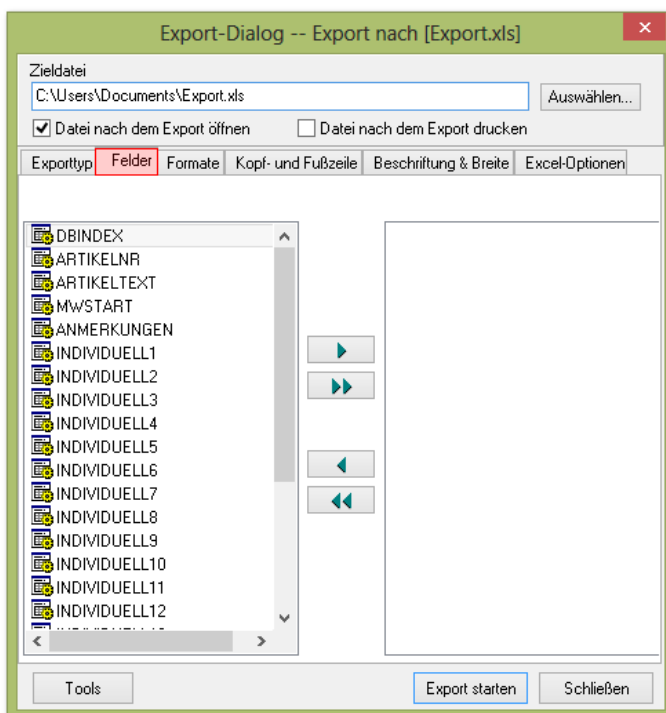 Export-Dialog -- Export nach [Export.xls]
Zieldatei
C:\Users\Documents\Export.xls
Auswählen...
Datei nach dem Export öffnen
Datei nach dem Export drucken
Exporttyp
Felder
Formate
Kopf- und Fußzeile
Beschriftung & Breite
Excel-Optionen
DBINDEX
ARTIKELNR
ARTIKELTEXT
MWSTART
ANMERKUNGEN
INDIVIDUELL1
INDIVIDUELL2
INDIVIDUELL3
INDIVIDUELL4
INDIVIDUELL5
INDIVIDUELL6
INDIVIDUELL7
INDIVIDUELL8
INDIVIDUELL9
INDIVIDUELL10
INDIVIDUELL11
INDIVIDUELL12
Tools
Export starten
Schließen